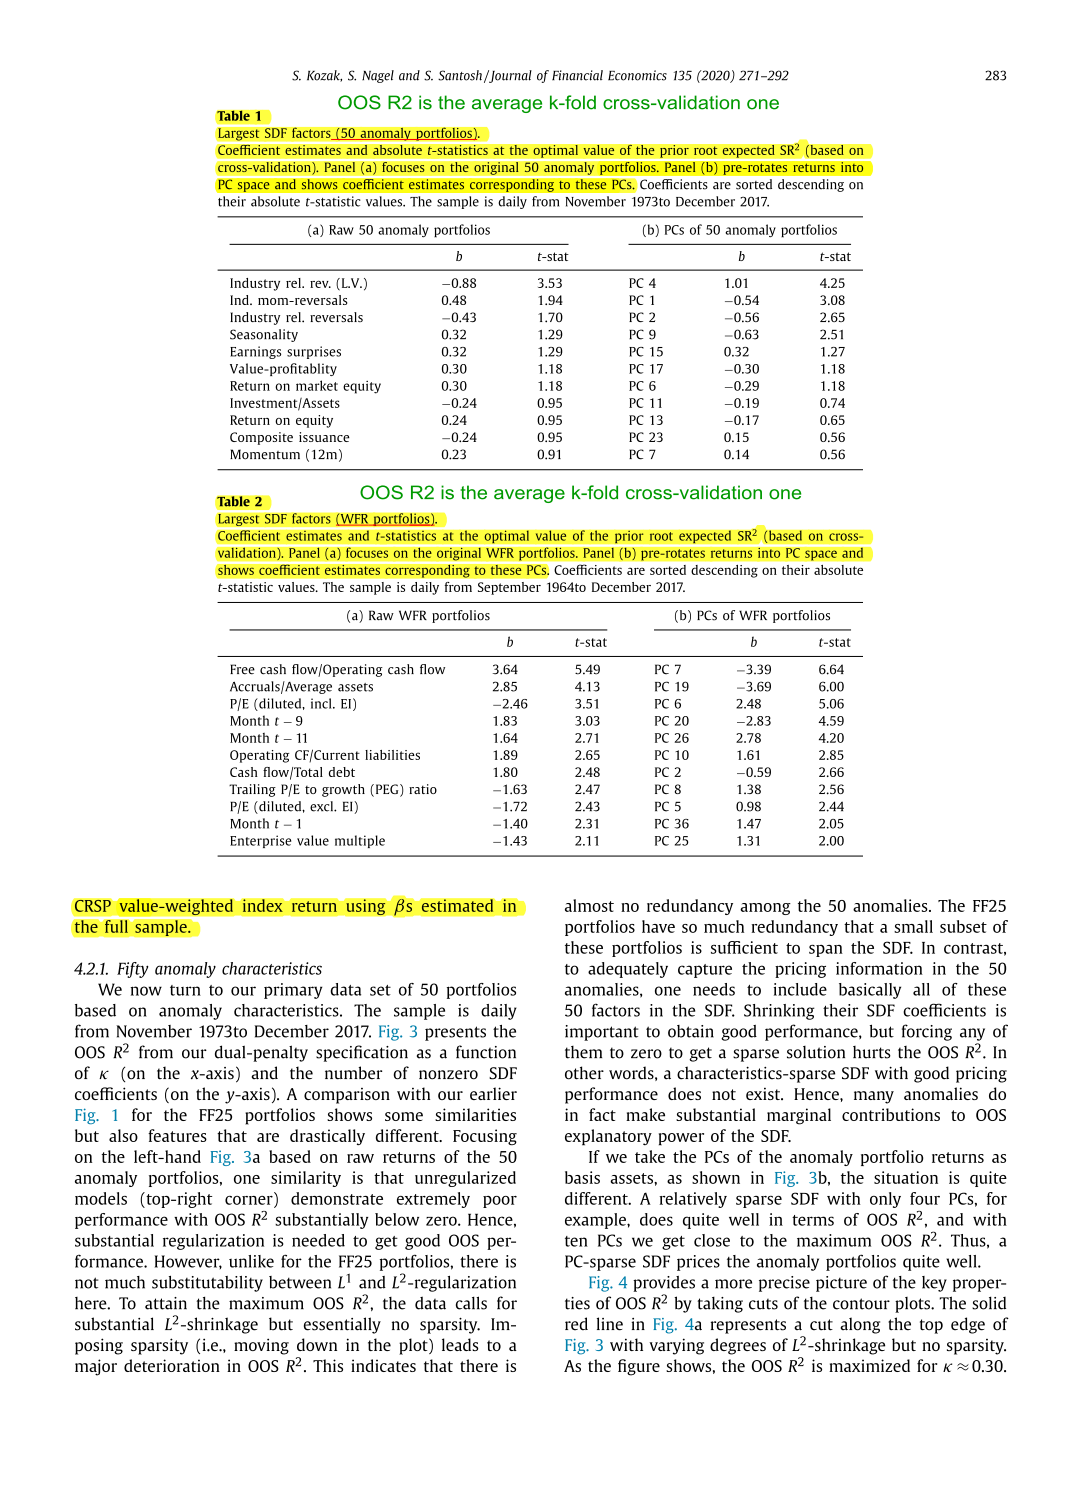 S. Kozak, S. Nagel and S. Santosh / Journal of Financial Economics 135 (2020) 271–292 283
OOS R2 is the average k-fold cross-validation one
Table 1
Largest SDF factors (50 anomaly portfolios).
Coefficient estimates and absolute t-statistics at the optimal value of the prior root expected SR² (based on
cross-validation). Panel (a) focuses on the original 50 anomaly portfolios. Panel (b) pre-rotates returns into
PC space and shows coefficient estimates corresponding to these PCs. Coefficients are sorted descending on
their absolute t-statistic values. The sample is daily from November 1973to December 2017.
(a) Raw 50 anomaly portfolios (b) PCs of 50 anomaly portfolios
b t-stat b t-stat
Industry rel. rev. (L.V.) −0.88 3.53 PC 4 1.01 4.25
Ind. mom-reversals 0.48 1.94 PC 1 −0.54 3.08
Industry rel. reversals −0.43 1.70 PC 2 −0.56 2.65
Seasonality 0.32 1.29 PC 9 −0.63 2.51
Earnings surprises 0.32 1.29 PC 15 0.32 1.27
Value-profitablity 0.30 1.18 PC 17 −0.30 1.18
Return on market equity 0.30 1.18 PC 6 −0.29 1.18
Investment/Assets −0.24 0.95 PC 11 −0.19 0.74
Return on equity 0.24 0.95 PC 13 −0.17 0.65
Composite issuance −0.24 0.95 PC 23 0.15 0.56
Momentum (12m) 0.23 0.91 PC 7 0.14 0.56
OOS R2 is the average k-fold cross-validation one
Table 2
Largest SDF factors (WFR portfolios).
Coefficient estimates and t-statistics at the optimal value of the prior root expected SR² (based on cross-
validation). Panel (a) focuses on the original WFR portfolios. Panel (b) pre-rotates returns into PC space and
shows coefficient estimates corresponding to these PCs. Coefficients are sorted descending on their absolute
t-statistic values. The sample is daily from September 1964to December 2017.
(a) Raw WFR portfolios (b) PCs of WFR portfolios
b t-stat b t-stat
Free cash flow/Operating cash flow 3.64 5.49 PC 7 −3.39 6.64
Accruals/Average assets 2.85 4.13 PC 19 −3.69 6.00
P/E (diluted, incl. EI) −2.46 3.51 PC 6 2.48 5.06
Month t − 9 1.83 3.03 PC 20 −2.83 4.59
Month t − 11 1.64 2.71 PC 26 2.78 4.20
Operating CF/Current liabilities 1.89 2.65 PC 10 1.61 2.85
Cash flow/Total debt 1.80 2.48 PC 2 −0.59 2.66
Trailing P/E to growth (PEG) ratio −1.63 2.47 PC 8 1.38 2.56
P/E (diluted, excl. EI) −1.72 2.43 PC 5 0.98 2.44
Month t − 1 −1.40 2.31 PC 36 1.47 2.05
Enterprise value multiple −1.43 2.11 PC 25 1.31 2.00
CRSP value-weighted index return using βs estimated in
the full sample.
4.2.1. Fifty anomaly characteristics
We now turn to our primary data set of 50 portfolios
based on anomaly characteristics. The sample is daily
from November 1973to December 2017. Fig. 3 presents the
OOS R² from our dual-penalty specification as a function
of κ (on the x-axis) and the number of nonzero SDF
coefficients (on the y-axis). A comparison with our earlier
Fig. 1 for the FF25 portfolios shows some similarities
but also features that are drastically different. Focusing
on the left-hand Fig. 3a based on raw returns of the 50
anomaly portfolios, one similarity is that unregularized
models (top-right corner) demonstrate extremely poor
performance with OOS R² substantially below zero. Hence,
substantial regularization is needed to get good OOS per-
formance. However, unlike for the FF25 portfolios, there is
not much substitutability between L¹ and L²-regularization
here. To attain the maximum OOS R², the data calls for
substantial L²-shrinkage but essentially no sparsity. Im-
posing sparsity (i.e., moving down in the plot) leads to a
major deterioration in OOS R². This indicates that there is
almost no redundancy among the 50 anomalies. The FF25
portfolios have so much redundancy that a small subset of
these portfolios is sufficient to span the SDF. In contrast,
to adequately capture the pricing information in the 50
anomalies, one needs to include basically all of these
50 factors in the SDF. Shrinking their SDF coefficients is
important to obtain good performance, but forcing any of
them to zero to get a sparse solution hurts the OOS R². In
other words, a characteristics-sparse SDF with good pricing
performance does not exist. Hence, many anomalies do
in fact make substantial marginal contributions to OOS
explanatory power of the SDF.
If we take the PCs of the anomaly portfolio returns as
basis assets, as shown in Fig. 3b, the situation is quite
different. A relatively sparse SDF with only four PCs, for
example, does quite well in terms of OOS R², and with
ten PCs we get close to the maximum OOS R². Thus, a
PC-sparse SDF prices the anomaly portfolios quite well.
Fig. 4 provides a more precise picture of the key proper-
ties of OOS R² by taking cuts of the contour plots. The solid
red line in Fig. 4a represents a cut along the top edge of
Fig. 3 with varying degrees of L²-shrinkage but no sparsity.
As the figure shows, the OOS R² is maximized for κ ≈ 0.30.